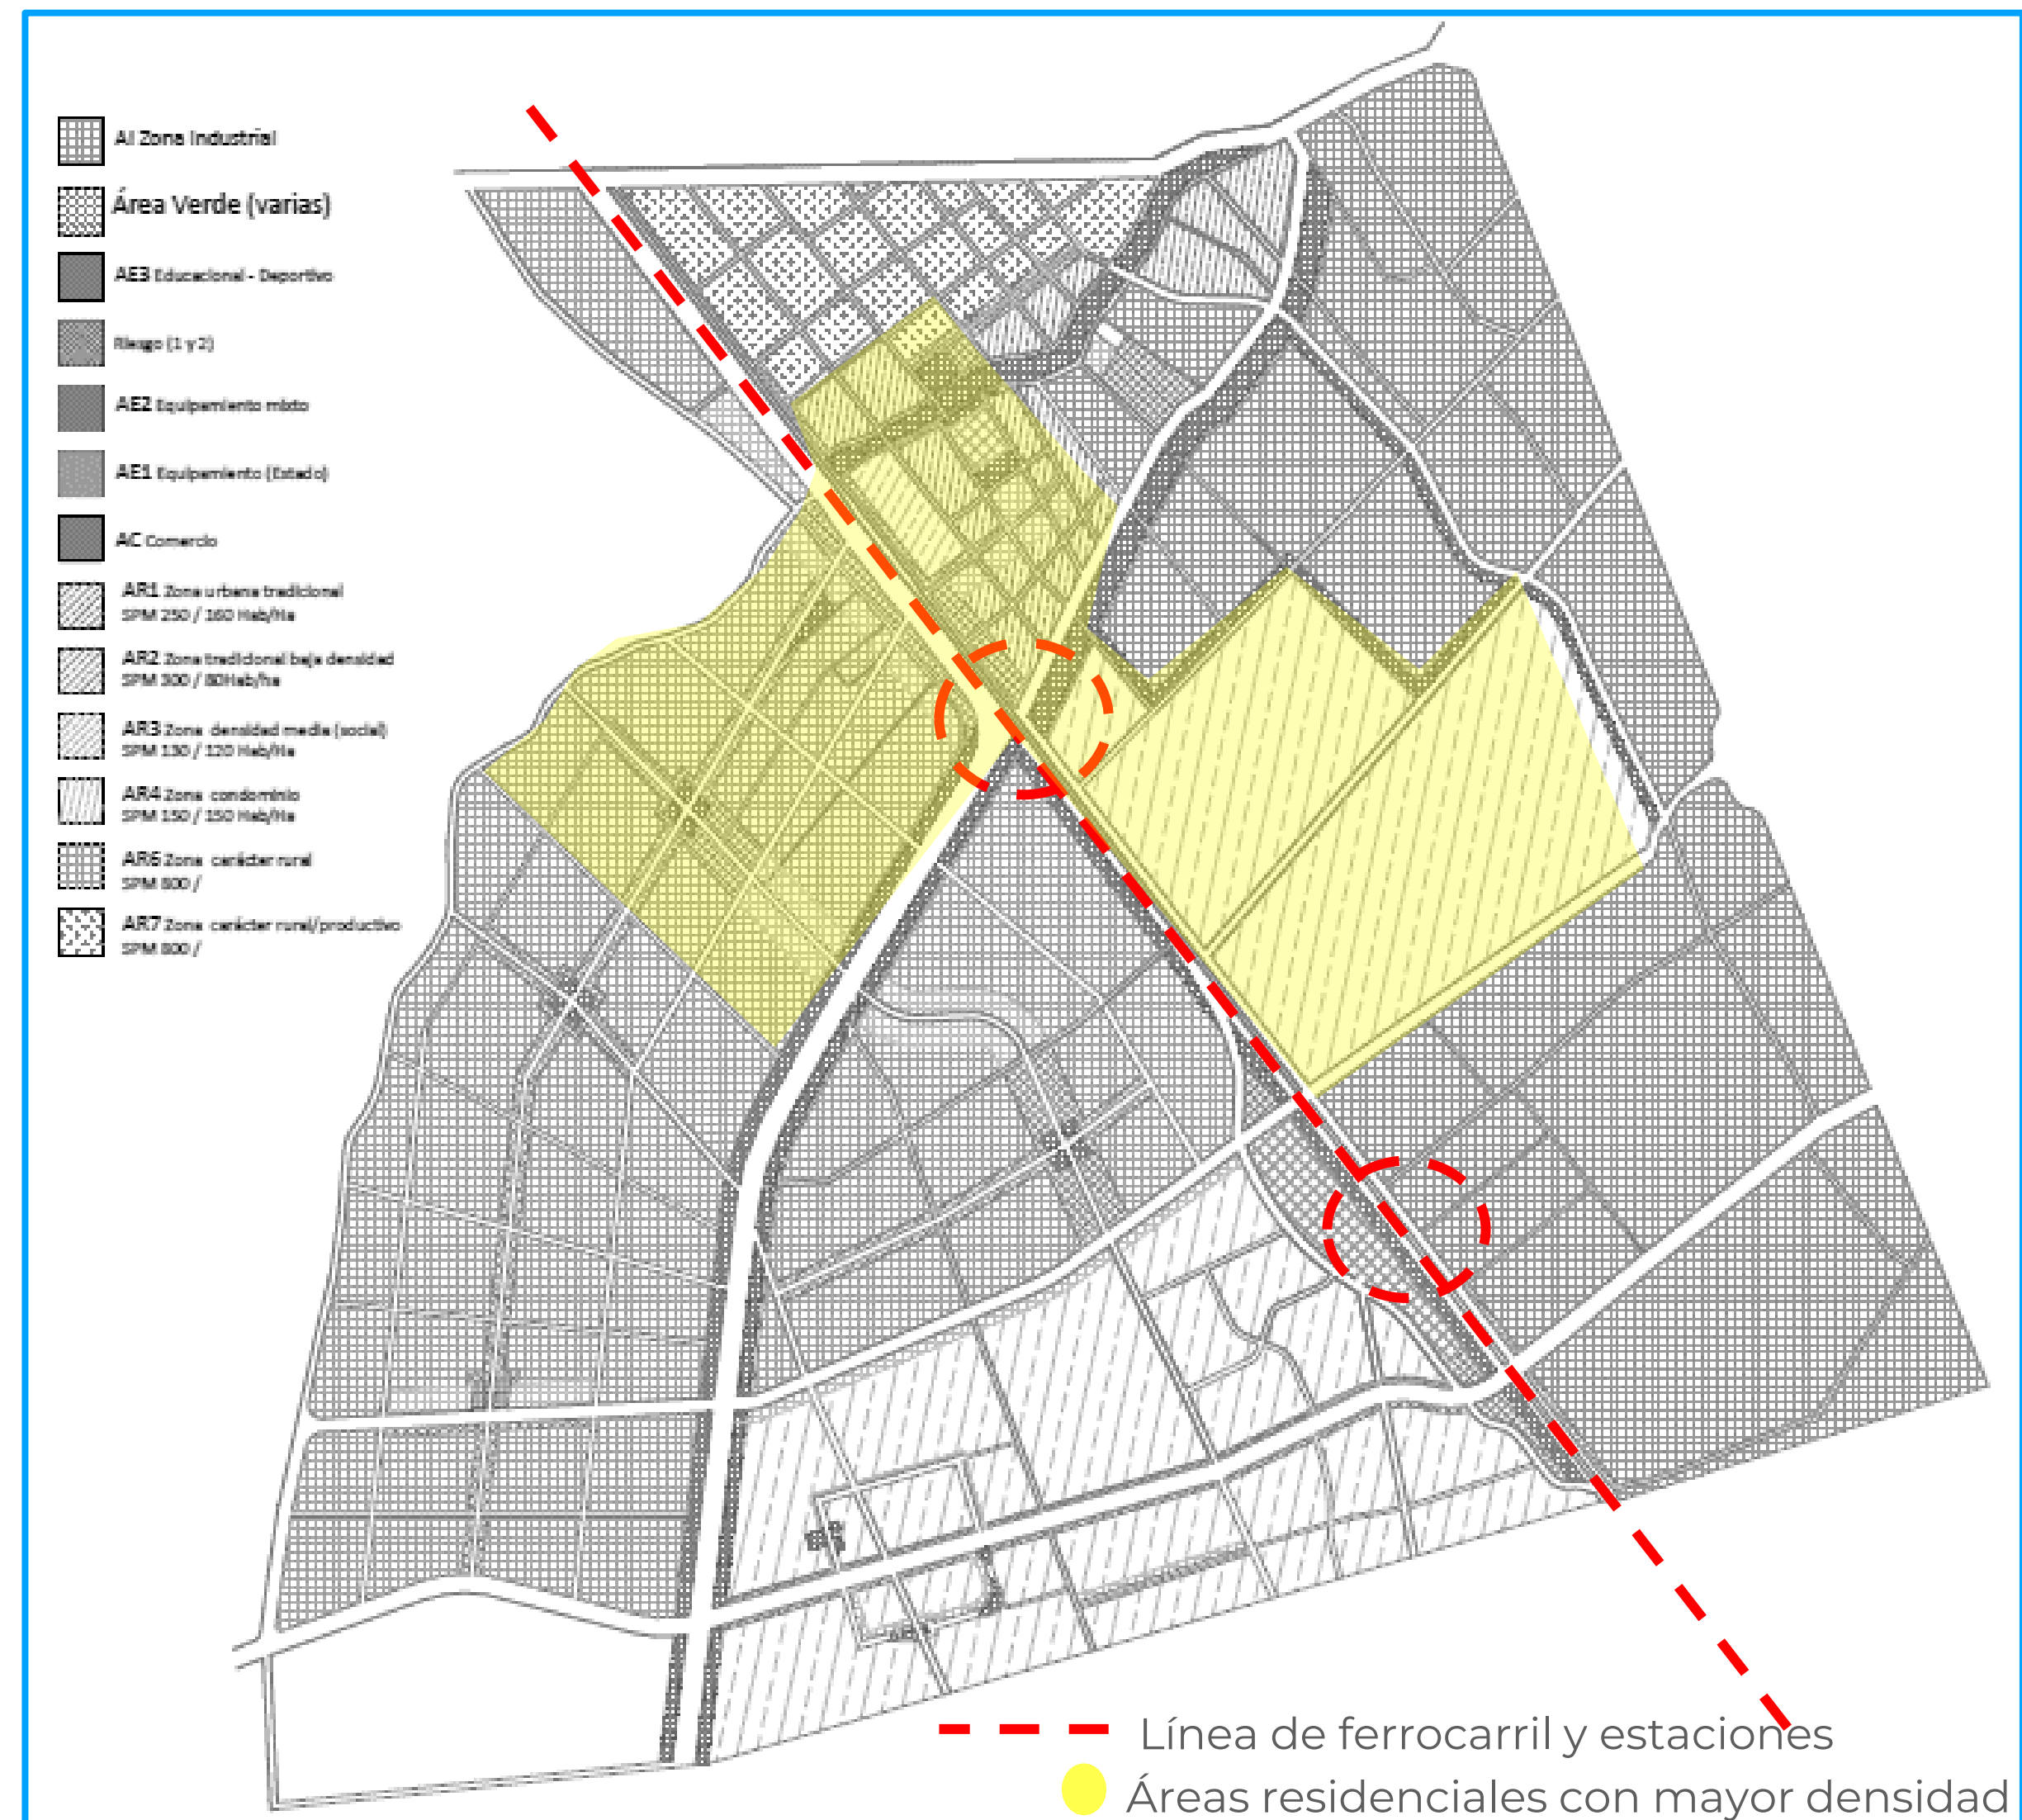 AI Zona Industrial
Área Verde (varias)
AE3 Educacional - Deportivo
Riesgo (1 y 2)
AE2 Equipamiento mixto
AE1 Equipamiento (Estado)
AC Comercio
AR1 Zona urbana tradicional
SPM 250 / 160 Hab/Ha
AR2 Zona tradicional baja densidad
SPM 300 / 80Hab/ha
AR3 Zona densidad media (social)
SPM 130 / 120 Hab/Ha
AR4 Zona condominio
SPM 150 / 150 Hab/Ha
AR6 Zona carácter rural
SPM 800 /
AR7 Zona carácter rural/productivo
SPM 800 /
Línea de ferrocarril y estaciones
Áreas residenciales con mayor densidad